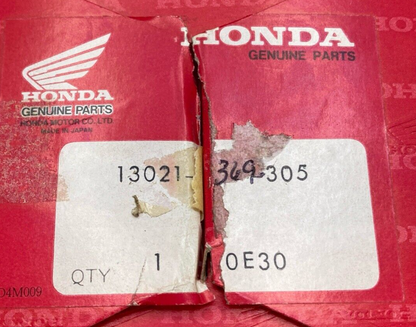 HONDA
GENUINE PARTS
HONDA MOTOR CO. LTD
MADE IN JAPAN
HONDA
GENUINE PARTS
13021-369-305
QTY 1 0E30
04M009